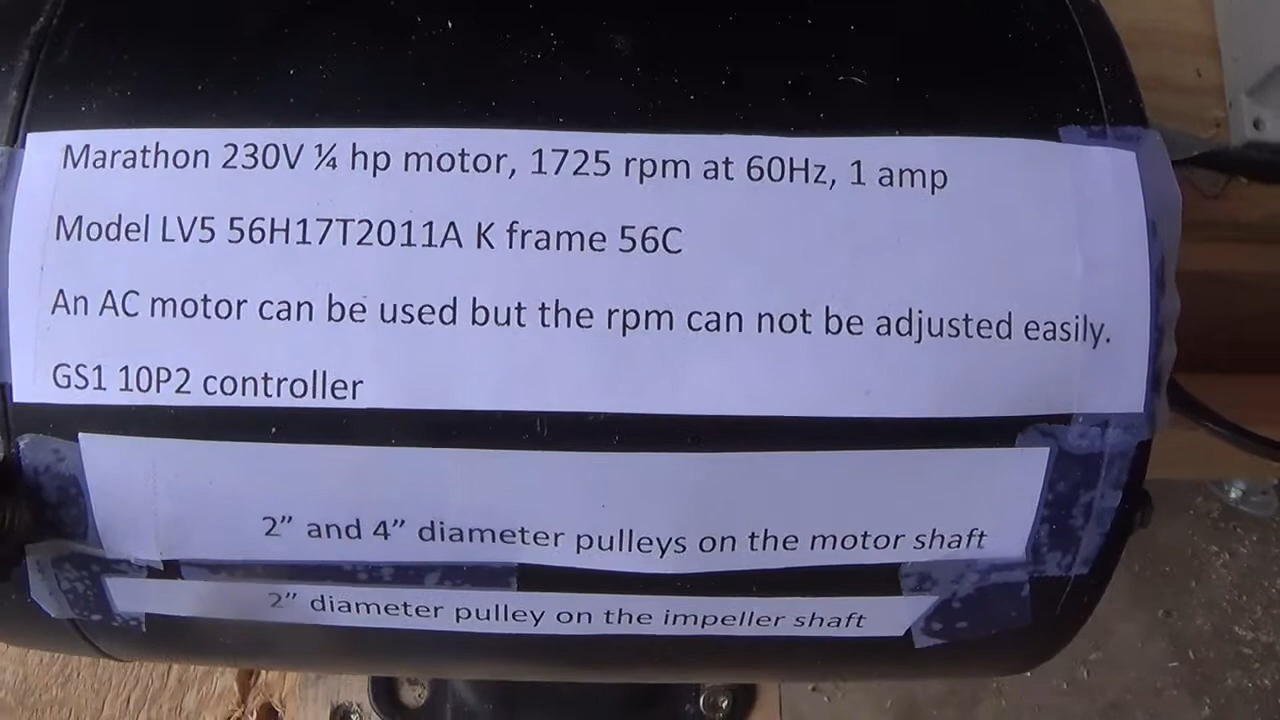 Marathon 230V ¼ hp motor, 1725 rpm at 60Hz, 1 amp
Model LV5 56H17T2011A K frame 56C
An AC motor can be used but the rpm can not be adjusted easily.
GS1 10P2 controller
2” and 4” diameter pulleys on the motor shaft
2” diameter pulley on the impeller shaft